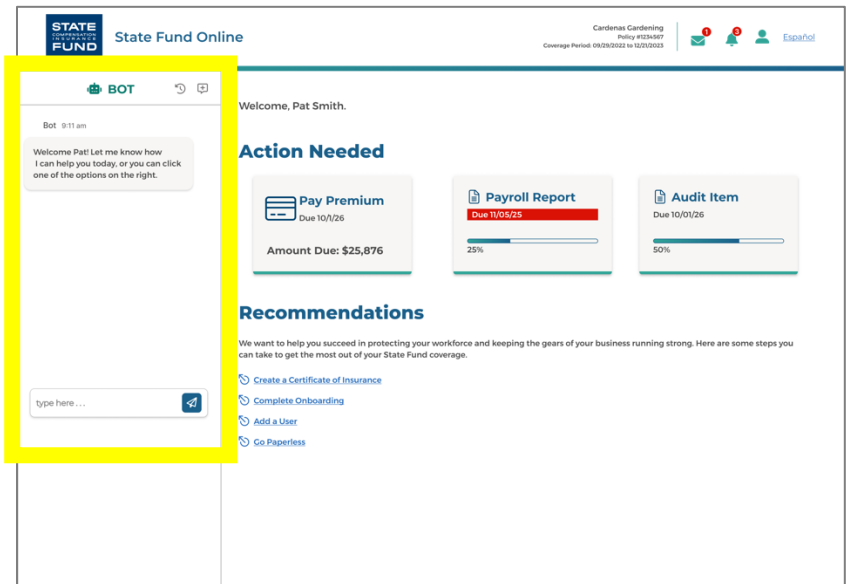 STATE
COMPENSATION
INSURANCE
FUND
State Fund Online
Cardenas Gardening
Policy #1234567
Coverage Period: 09/29/2022 to 12/21/2023
1
3
Español
BOT
Bot 9:11 am
Welcome Pat! Let me know how
I can help you today, or you can click
one of the options on the right.
type here . . .
Welcome, Pat Smith.
Action Needed
Pay Premium
Due 10/1/26
Amount Due: $25,876
Payroll Report
Due 11/05/25
25%
Audit Item
Due 10/01/26
50%
Recommendations
We want to help you succeed in protecting your workforce and keeping the gears of your business running strong. Here are some steps you
can take to get the most out of your State Fund coverage.
Create a Certificate of Insurance
Complete Onboarding
Add a User
Go Paperless